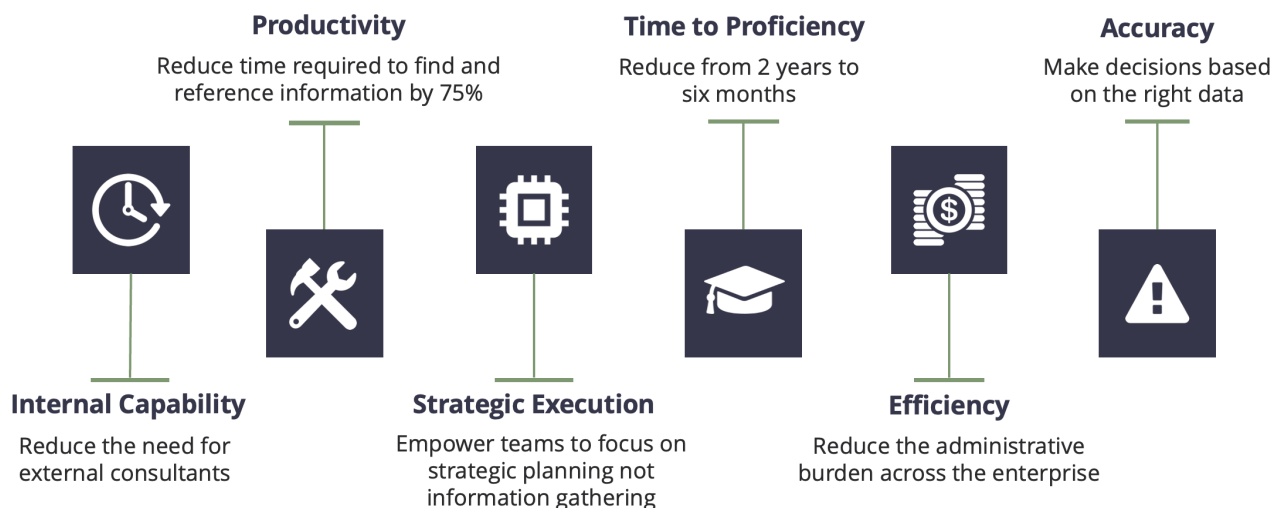 Productivity
Reduce time required to find and
reference information by 75%
Time to Proficiency
Reduce from 2 years to
six months
Accuracy
Make decisions based
on the right data
Internal Capability
Reduce the need for
external consultants
Strategic Execution
Empower teams to focus on
strategic planning not
information gathering
Efficiency
Reduce the administrative
burden across the enterprise